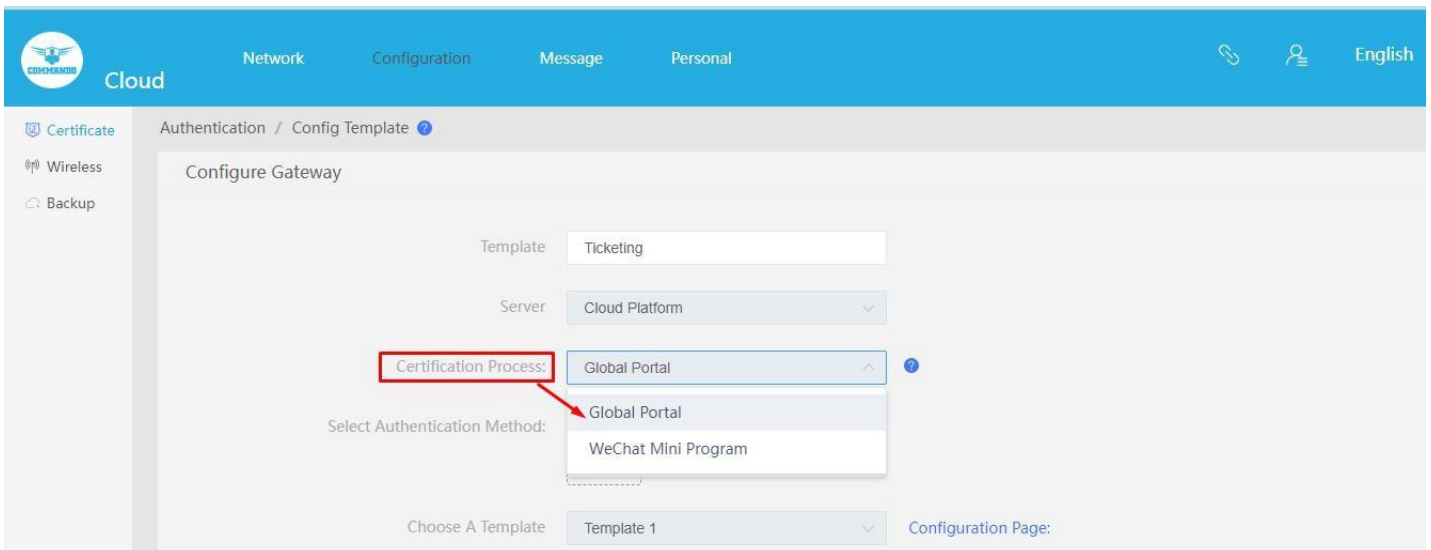 COMMANDO
Cloud
Network Configuration Message Personal
English
Certificate
Wireless
Backup
Authentication / Config Template ?
Configure Gateway
Template Ticketing
Server Cloud Platform
Certification Process: Global Portal ?
Global Portal
Select Authentication Method:
WeChat Mini Program
Choose A Template Template 1 Configuration Page: